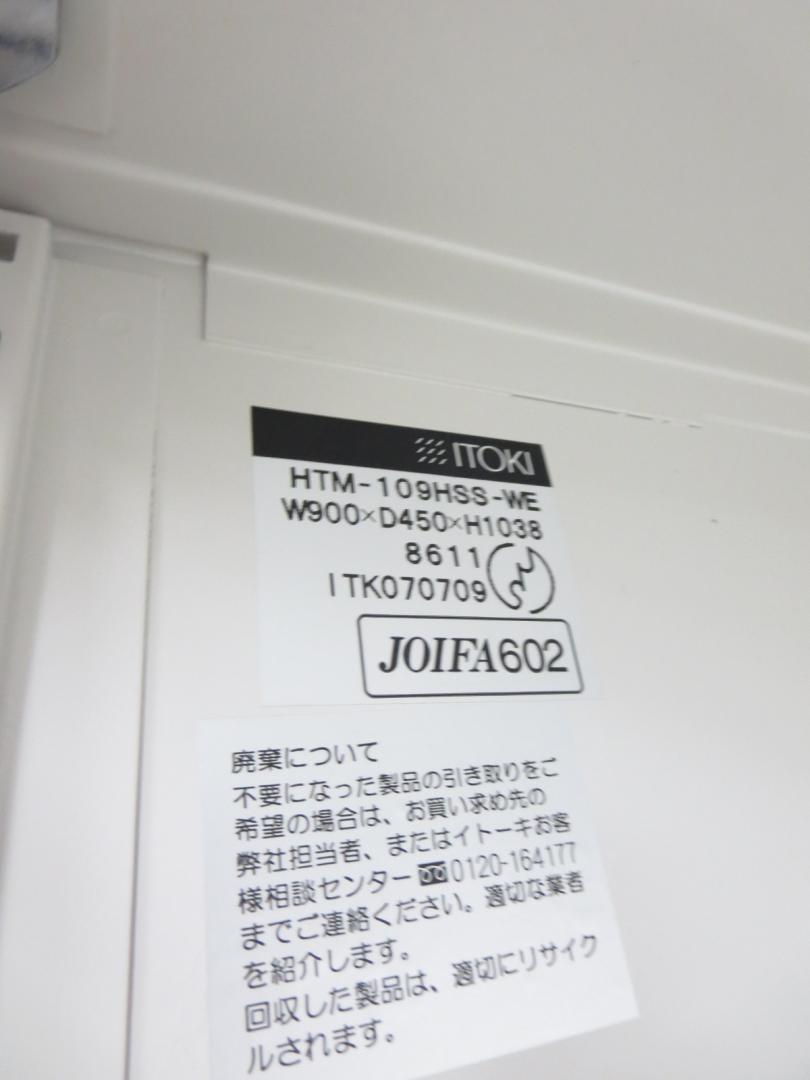 ITOKI
HTM-109HSS-WE
W900×D450×H1038
8611
ITK070709
JOIFA602
廃棄について
不要になった製品の引き取りをご
希望の場合は、お買い求め先の
弊社担当者、またはイトーキお客
様相談センター 0120-164177
までご連絡ください。適切な業者
を紹介します。
回収した製品は、適切にリサイク
ルされます。